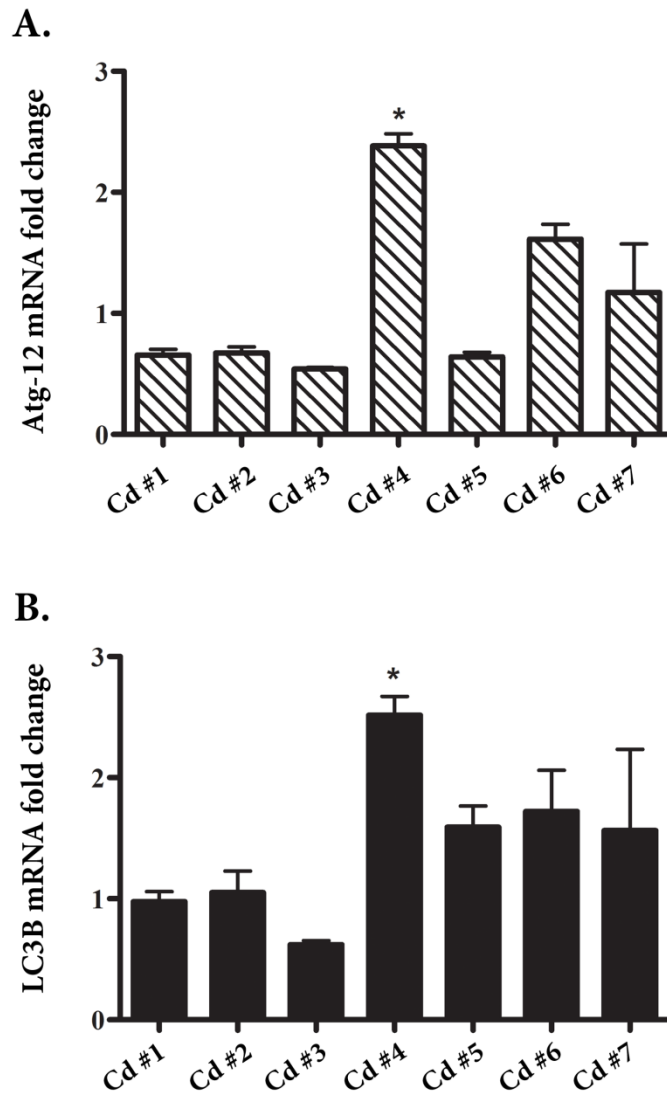 A.
Atg-12 mRNA fold change
3
2
1
0
*
Cd #1
Cd #2
Cd #3
Cd #4
Cd #5
Cd #6
Cd #7
B.
LC3B mRNA fold change
3
2
1
0
*
Cd #1
Cd #2
Cd #3
Cd #4
Cd #5
Cd #6
Cd #7